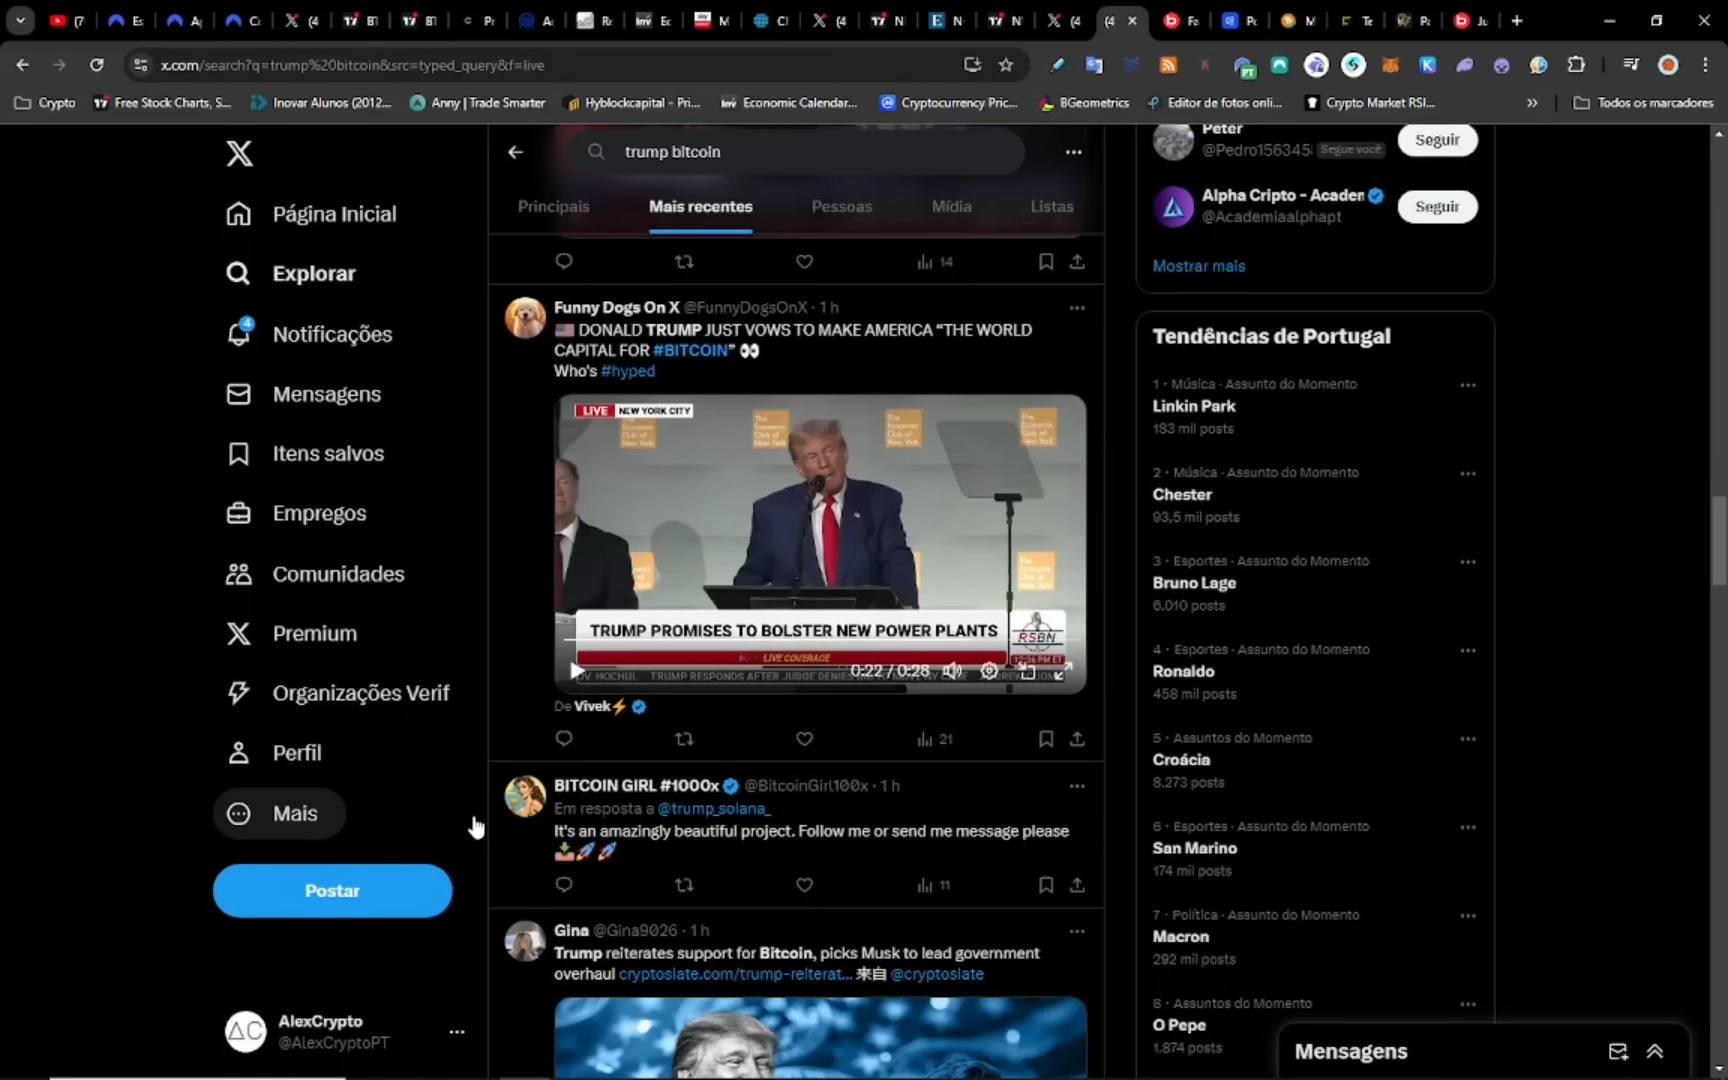 x.com/search?q=trump%20bitcoin&src=typed_query&f=live
Crypto
Free Stock Charts, S...
Inovar Alunos (2012...
Anny | Trade Smarter
Hyblockcapital - Pri...
Economic Calendar...
Cryptocurrency Pric...
BGeometrics
Editor de fotos onli...
Crypto Market RSI...
Todos os marcadores
Página Inicial
Explorar
4
Notificações
Mensagens
Itens salvos
Empregos
Comunidades
Premium
Organizações Verif
Perfil
Mais
Postar
AlexCrypto
@AlexCryptoPT
trump bitcoin
Principais
Mais recentes
Pessoas
Mídia
Listas
14
Funny Dogs On X @FunnyDogsOnX · 1 h
🇺🇸 DONALD TRUMP JUST VOWS TO MAKE AMERICA “THE WORLD
CAPITAL FOR #BITCOIN” 👀
Who's #hyped
LIVE NEW YORK CITY
The Economic Club of New York
TRUMP PROMISES TO BOLSTER NEW POWER PLANTS
RSBN
LIVE COVERAGE
0:22 / 0:28
De Vivek⚡
21
BITCOIN GIRL #1000x @BitcoinGirl100x · 1 h
Em resposta a @trump_solana_
It's an amazingly beautiful project. Follow me or send me message please
📥🚀🚀
11
Gina @Gina9026 · 1 h
Trump reiterates support for Bitcoin, picks Musk to lead government
overhaul cryptoslate.com/trump-reiterat... 来自 @cryptoslate
Peter
@Pedro156345: Segue você
Seguir
Alpha Cripto - Acader
@Academiaalphapt
Seguir
Mostrar mais
Tendências de Portugal
1 · Música · Assunto do Momento
Linkin Park
183 mil posts
2 · Música · Assunto do Momento
Chester
93,5 mil posts
3 · Esportes · Assunto do Momento
Bruno Lage
6.010 posts
4 · Esportes · Assunto do Momento
Ronaldo
458 mil posts
5 · Assuntos do Momento
Croácia
8.273 posts
6 · Esportes · Assunto do Momento
San Marino
174 mil posts
7 · Política · Assunto do Momento
Macron
292 mil posts
8 · Assuntos do Momento
O Pepe
1.874 posts
Mensagens